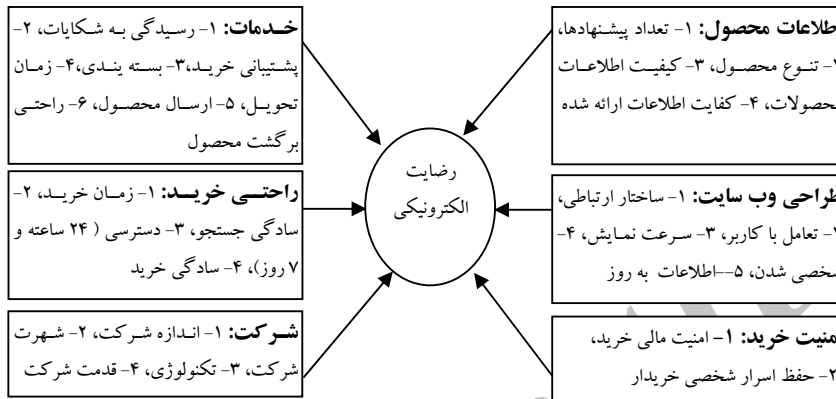 طلاعات محصول: ۱- تعداد پیشنهادها،
۲- تنوع محصول، ۳- کیفیت اطلاعات
محصولات، ۴- کفایت اطلاعات ارائه شده
خدمات: ۱- رسیدگی به شکایات، ۲-
پشتیبانی خرید،۳- بسته یندی،۴- زمان
تحویل، ۵- ارسال محصول، ۶- راحتی
برگشت محصول
رضایت
الکترونیکی
طراحی وب سایت: ۱- ساختار ارتباطی،
۲- تعامل با کاربر، ۳- سرعت نمایش، ۴-
شخصی شدن، ۵--اطلاعات به روز
راحتی خرید: ۱- زمان خرید، ۲-
سادگی جستجو، ۳- دسترسی ( ۲۴ ساعته و
۷ روز)، ۴- سادگی خرید
منیت خرید: ۱- امنیت مالی خرید،
۲- حفظ اسرار شخصی خریدار
شرکت: ۱- اندازه شرکت، ۲- شهرت
شرکت، ۳- تکنولوژی، ۴- قدمت شرکت